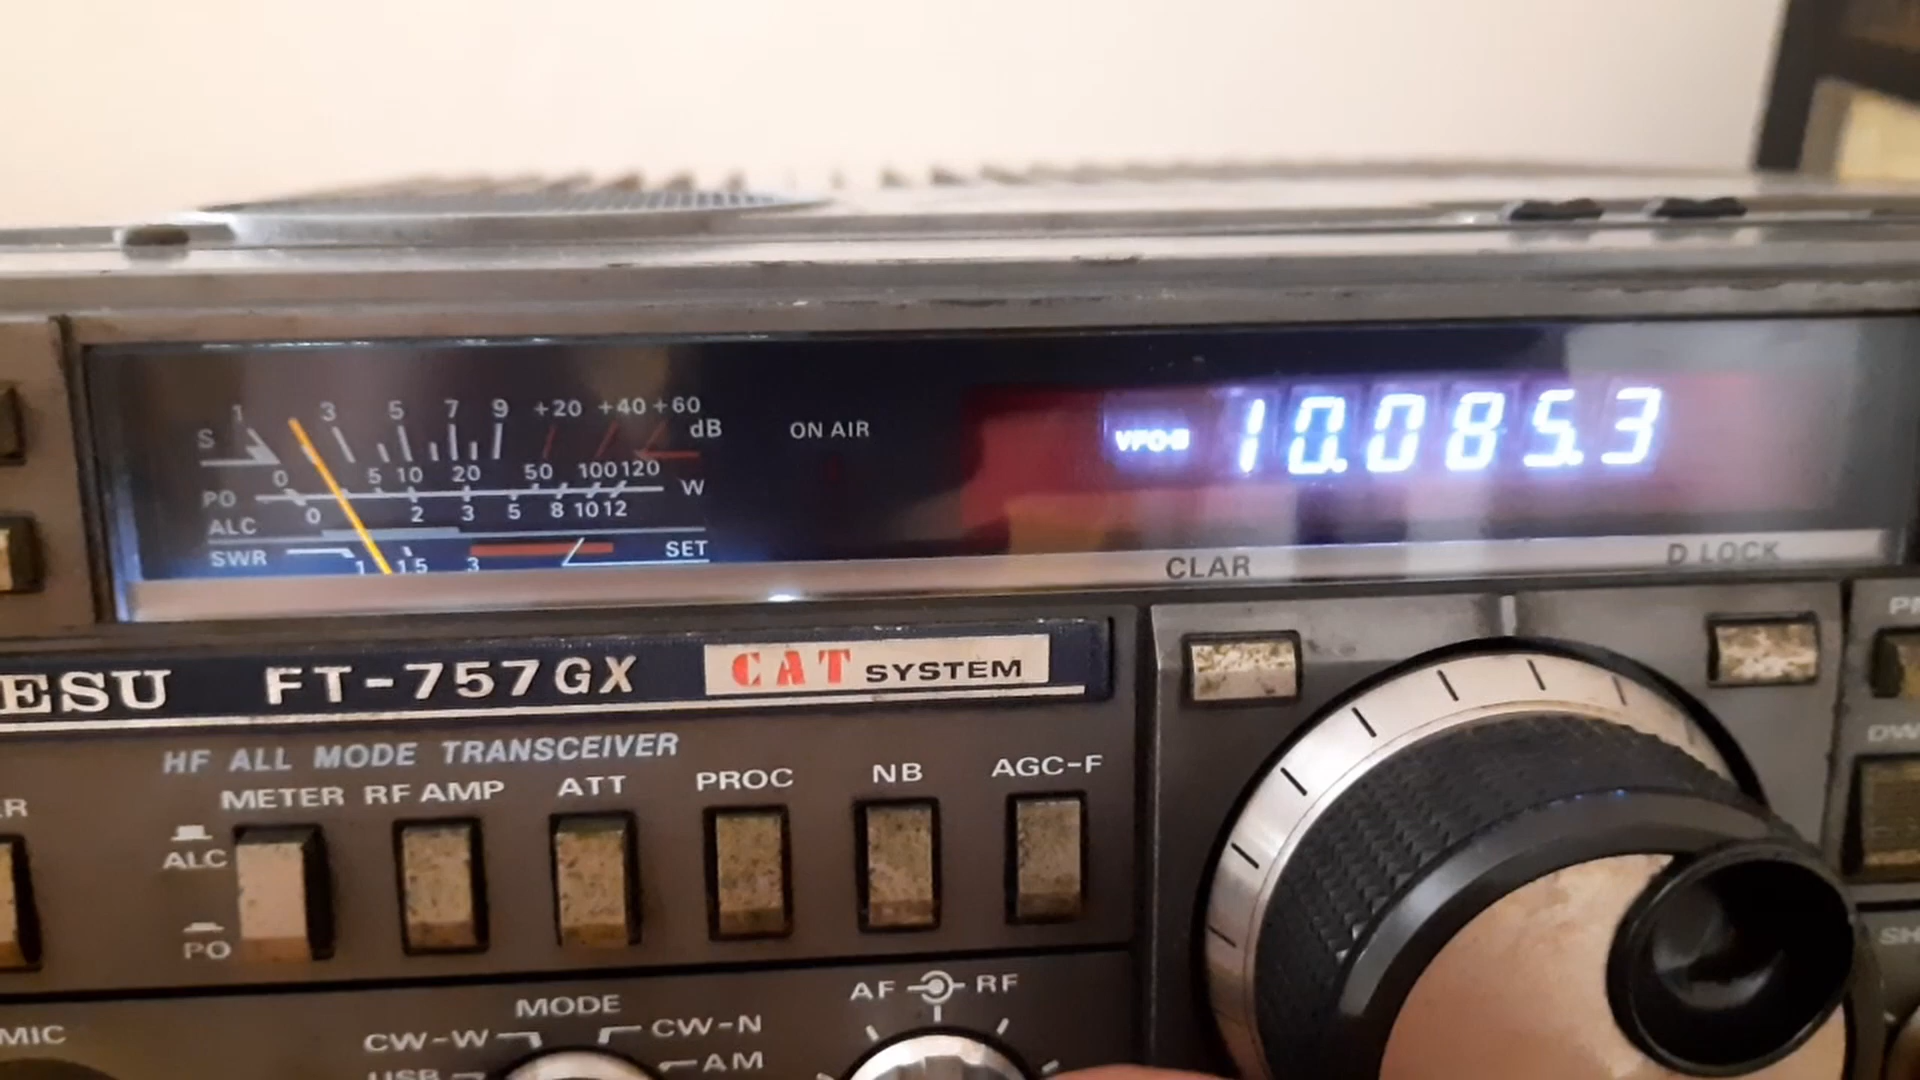 1 3 5 7 9 +20 +40 +60
S dB
0 5 10 20 50 100 120
PO W
0 2 3 5 8 10 12
ALC
SWR 1 1.5 3 SET
ON AIR
VFO-B 10.085.3
CLAR D LOCK
ESU FT-757GX CAT SYSTEM
HF ALL MODE TRANSCEIVER
METER RF AMP ATT PROC NB AGC-F
ALC
PO
MODE
AF RF
MIC
CW-W CW-N
USB AM
DW
SH